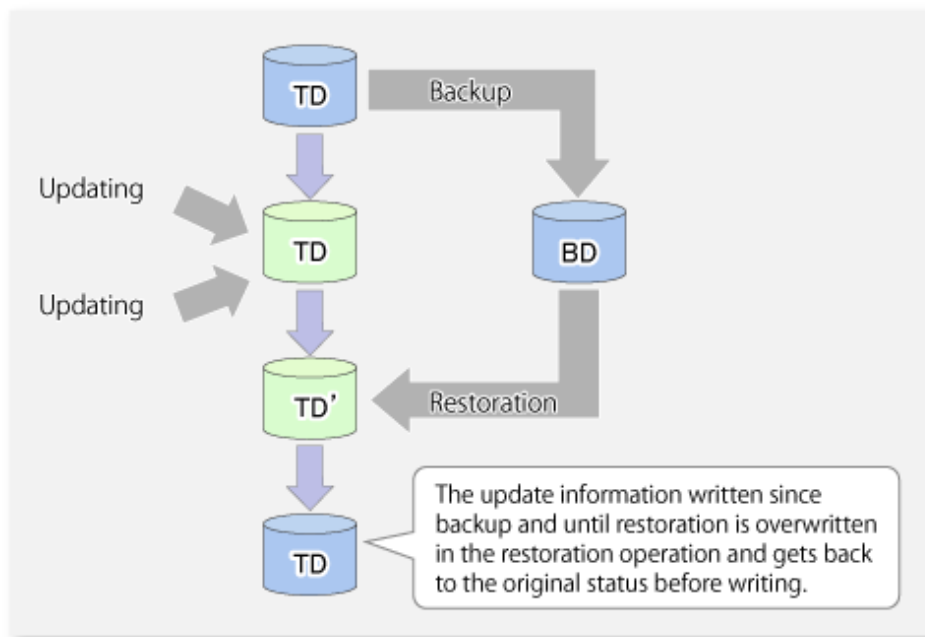 TD
Backup
Updating
TD
BD
Updating
TD'
Restoration
The update information written since
backup and until restoration is overwritten
in the restoration operation and gets back
to the original status before writing.
TD